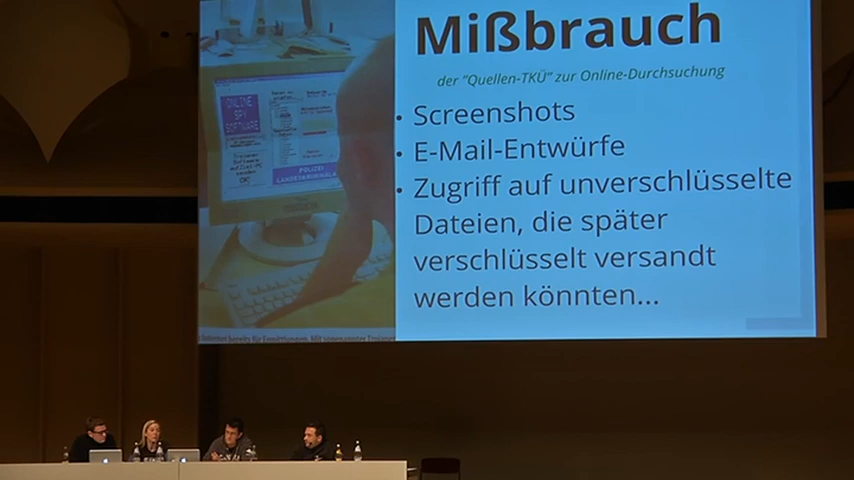 Mißbrauch
der "Quellen-TKÜ" zur Online-Durchsuchung
• Screenshots
• E-Mail-Entwürfe
• Zugriff auf unverschlüsselte
Dateien, die später
verschlüsselt versandt
werden könnten...
ONLINE
SPY
SOFTWARE
OK!
POLIZEI